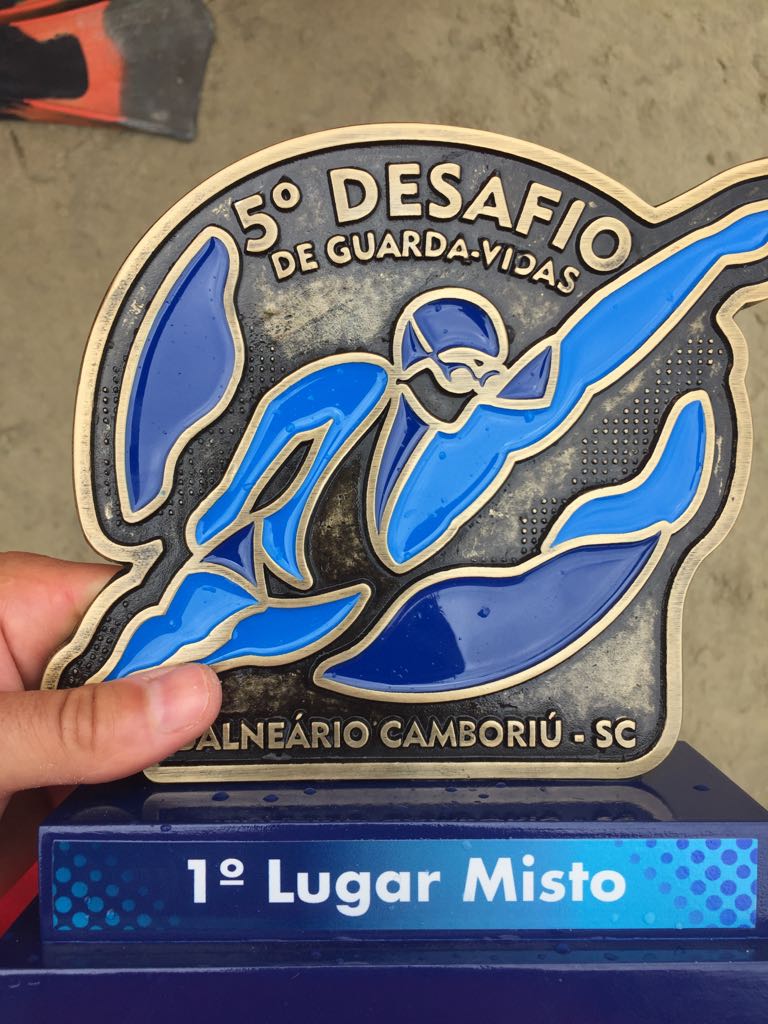 5º DESAFIO
DE GUARDA-VIDAS
BALNEÁRIO CAMBORIÚ - SC
1º Lugar Misto